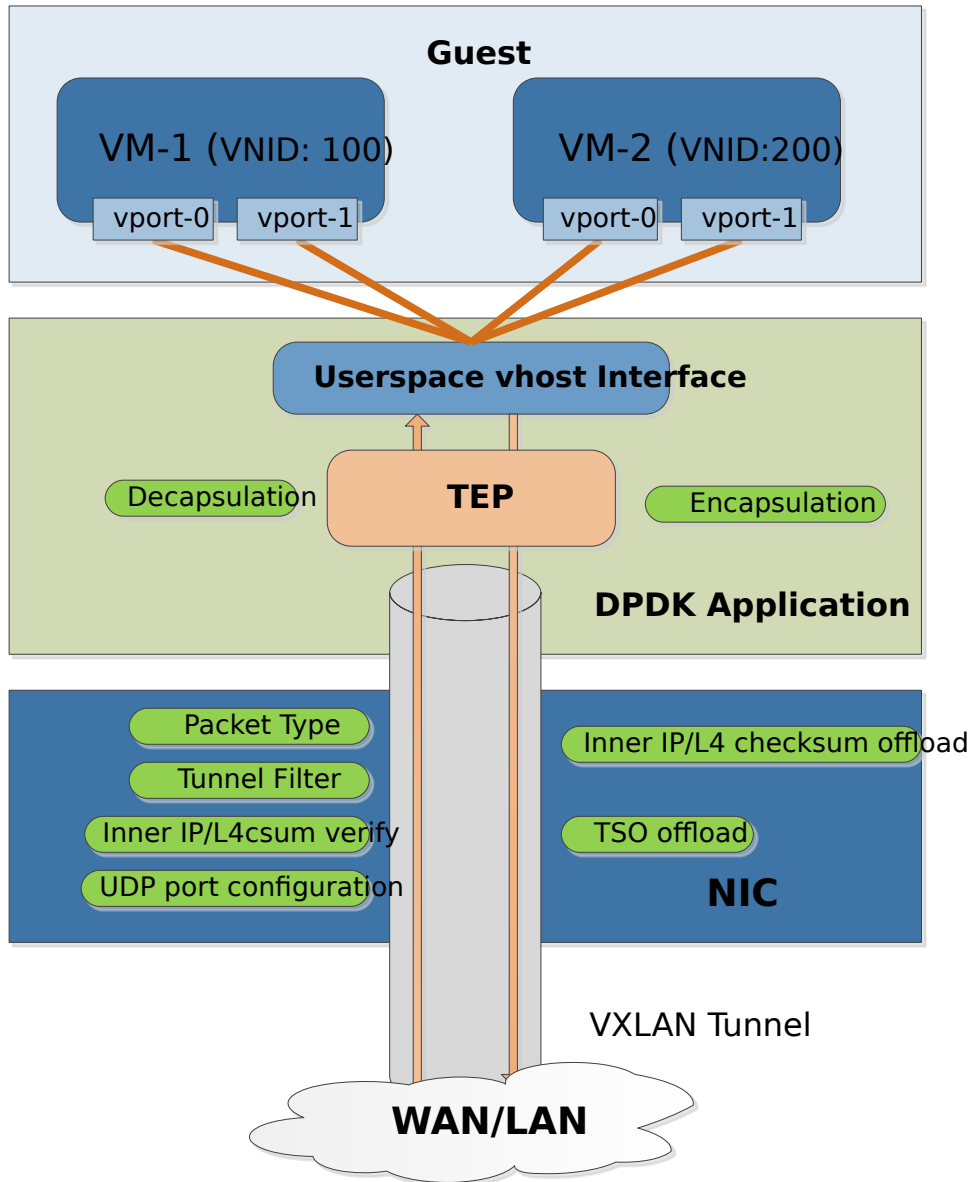 Guest
VM-1 (VNID: 100)
VM-2 (VNID:200)
vport-0
vport-1
vport-0
vport-1
Userspace vhost Interface
Decapsulation
TEP
Encapsulation
DPDK Application
Packet Type
Inner IP/L4 checksum offload
Tunnel Filter
Inner IP/L4csum verify
TSO offload
UDP port configuration
NIC
VXLAN Tunnel
WAN/LAN